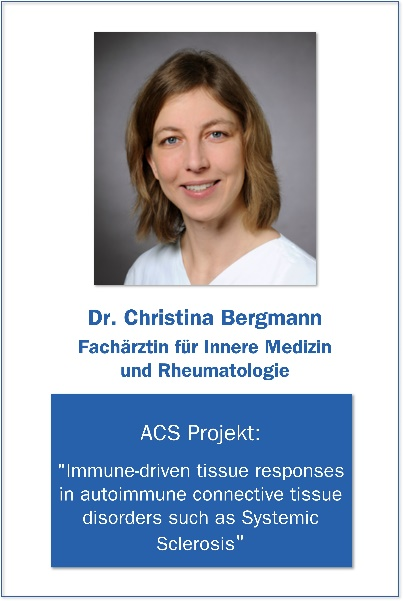 Dr. Christina Bergmann
Fachärztin für Innere Medizin
und Rheumatologie
ACS Projekt:
"Immune-driven tissue responses
in autoimmune connective tissue
disorders such as Systemic
Sclerosis"